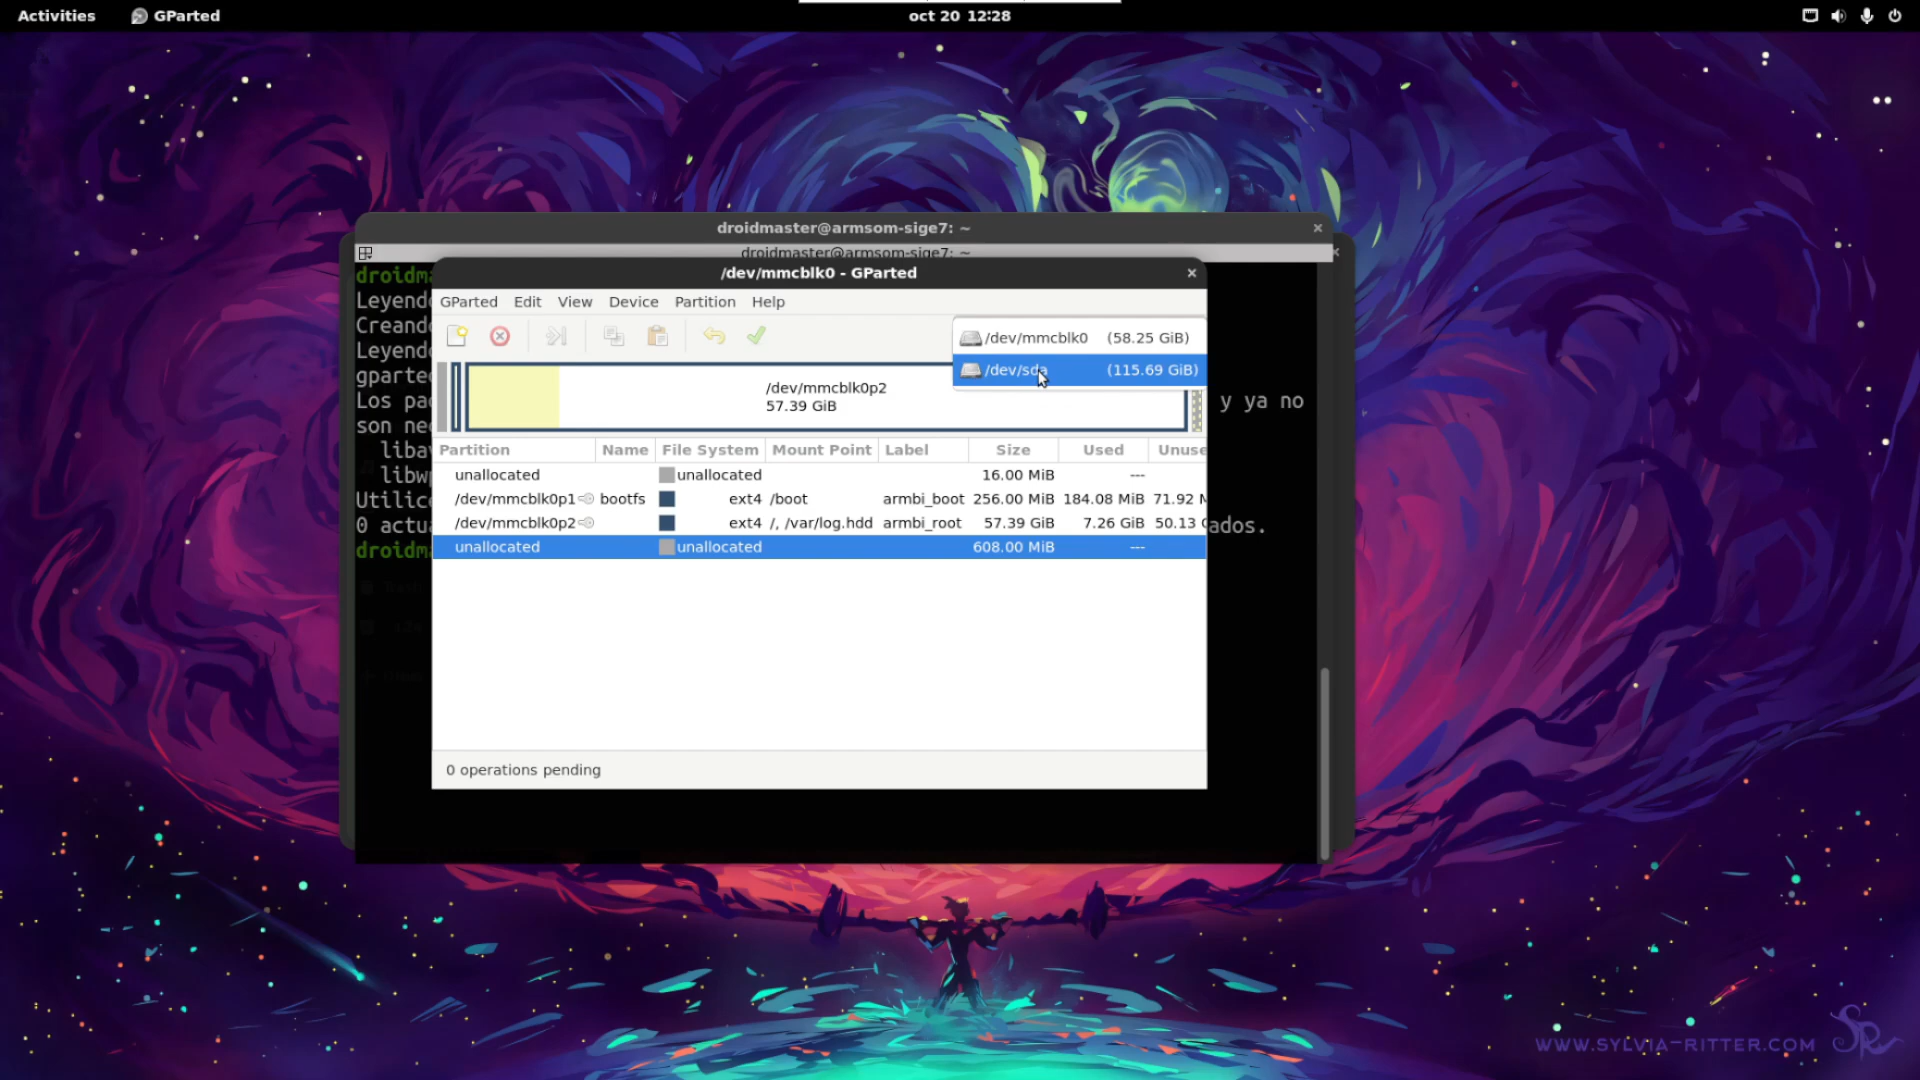 Activities GParted oct 20 12:28
droidmaster@armsom-sige7: ~
droidmaster@armsom-sige7: ~
/dev/mmcblk0 - GParted
GParted Edit View Device Partition Help
/dev/mmcblk0 (58.25 GiB)
/dev/sda (115.69 GiB)
/dev/mmcblk0p2
57.39 GiB
Partition Name File System Mount Point Label Size Used Unuse
unallocated unallocated 16.00 MiB ---
/dev/mmcblk0p1 bootfs ext4 /boot armbi_boot 256.00 MiB 184.08 MiB 71.92 M
/dev/mmcblk0p2 ext4 /, /var/log.hdd armbi_root 57.39 GiB 7.26 GiB 50.13 G
unallocated unallocated 608.00 MiB ---
0 operations pending
droidma
Leyend
Creand
Leyend
gparte
Los pa y ya no
son ne
liba
libw
Utilic
0 actua ados.
droidma
WWW.SYLVIA-RITTER.COM